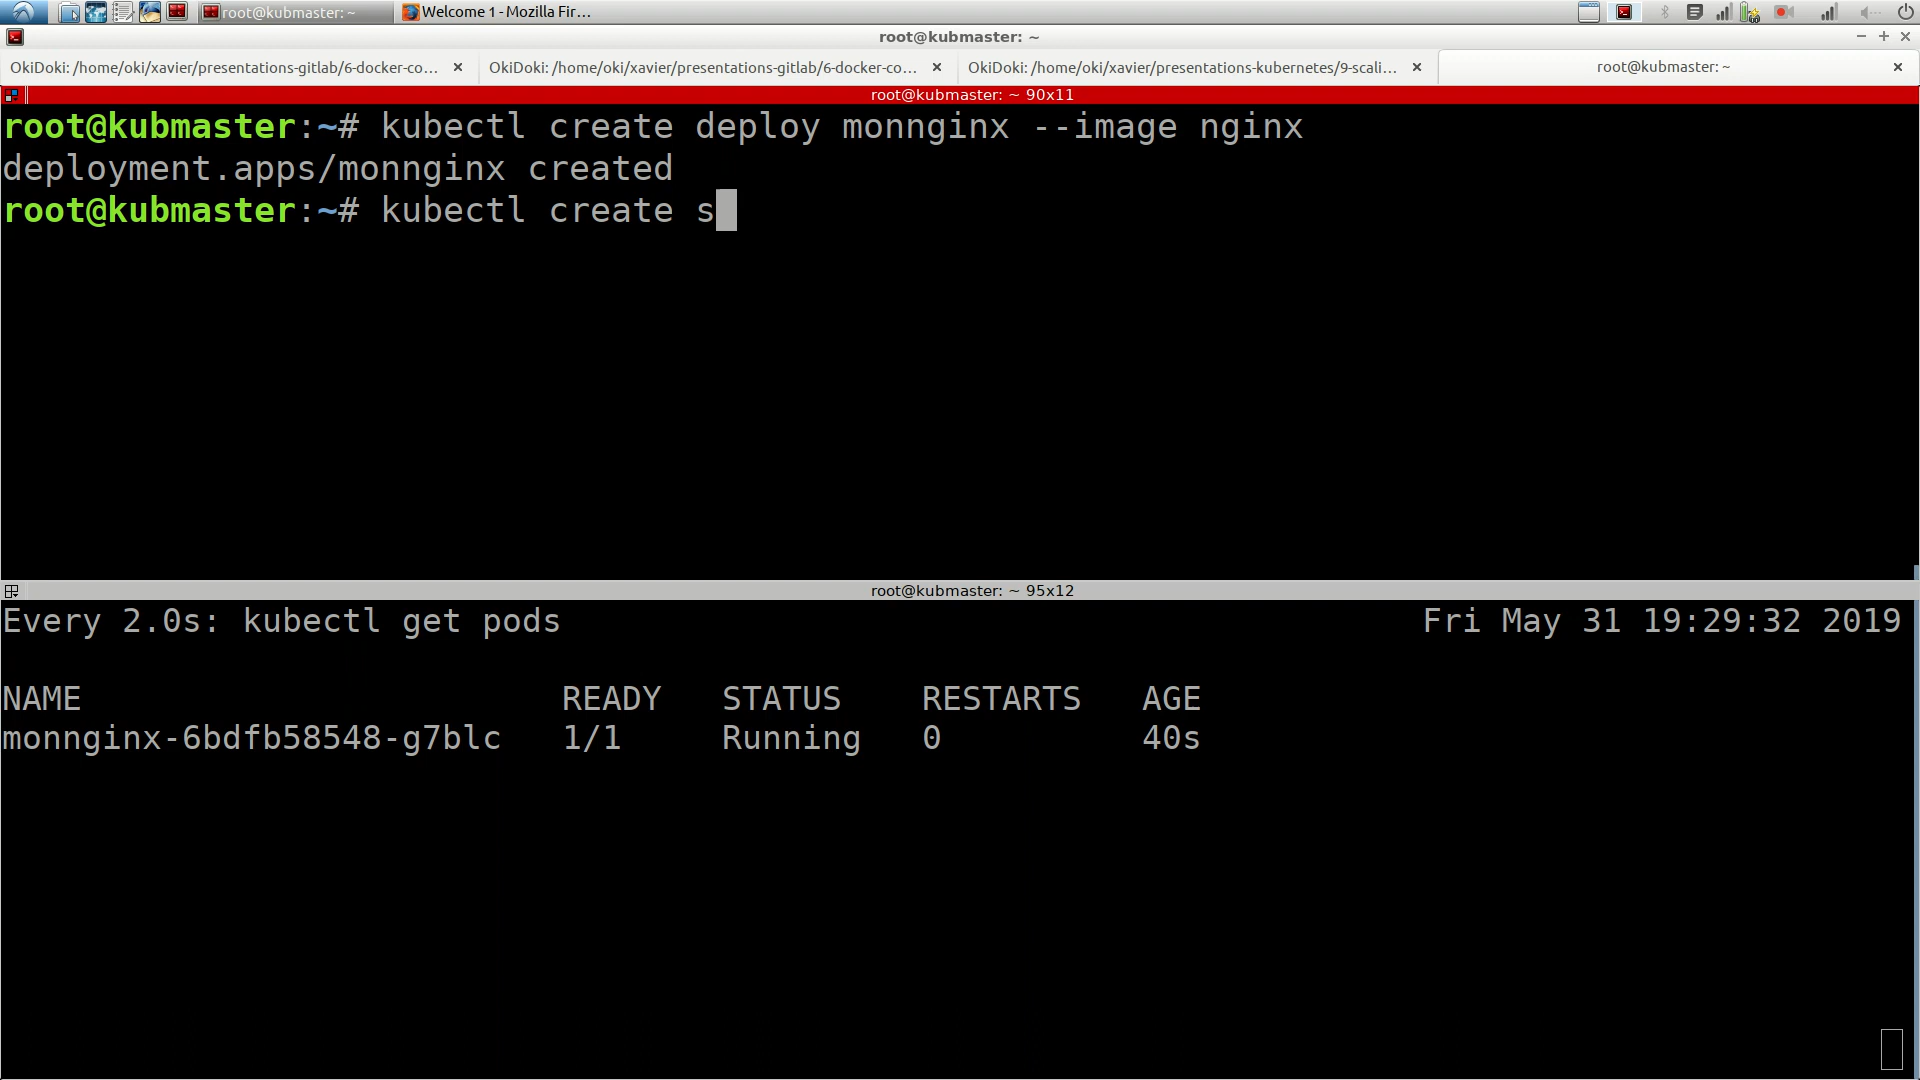 root@kubmaster: ~
Welcome 1 - Mozilla Fir...
root@kubmaster: ~
OkiDoki: /home/oki/xavier/presentations-gitlab/6-docker-co...
OkiDoki: /home/oki/xavier/presentations-gitlab/6-docker-co...
OkiDoki: /home/oki/xavier/presentations-kubernetes/9-scali...
root@kubmaster: ~
root@kubmaster: ~ 90x11
root@kubmaster:~# kubectl create deploy monnginx --image nginx
deployment.apps/monnginx created
root@kubmaster:~# kubectl create s
root@kubmaster: ~ 95x12
Every 2.0s: kubectl get pods Fri May 31 19:29:32 2019
NAME READY STATUS RESTARTS AGE
monnginx-6bdfb58548-g7blc 1/1 Running 0 40s